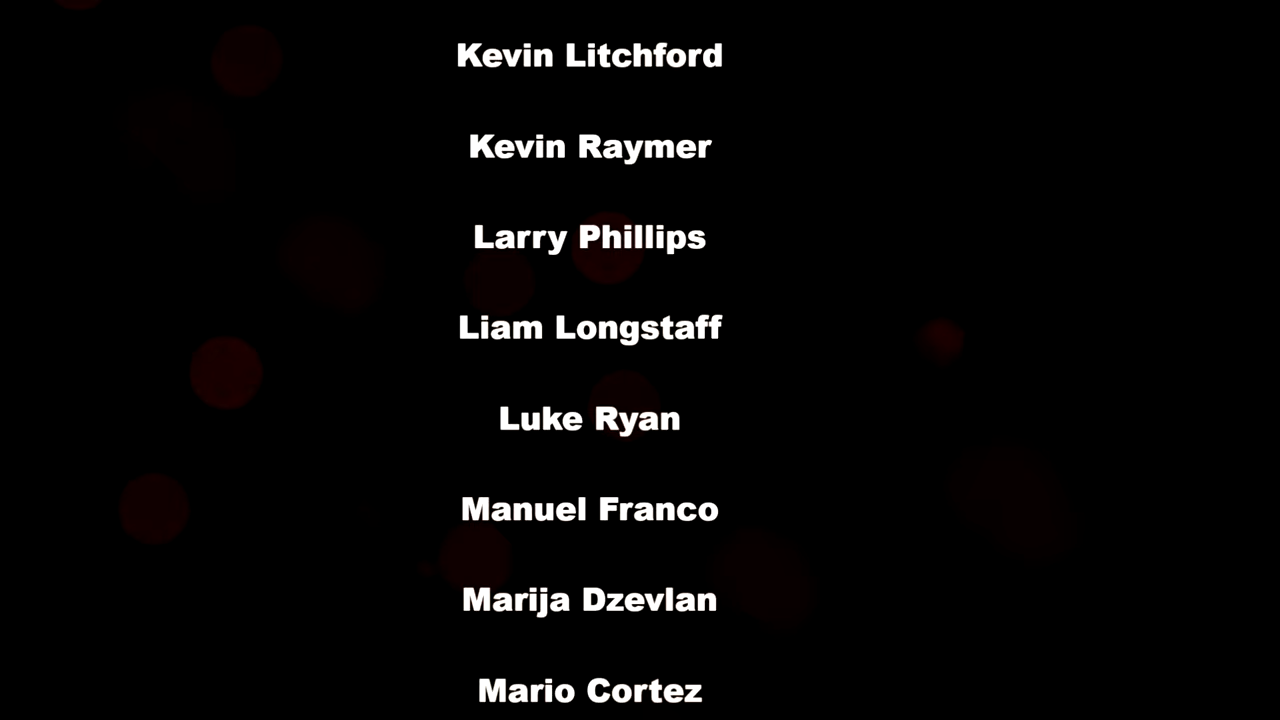 Kevin Litchford
Kevin Raymer
Larry Phillips
Liam Longstaff
Luke Ryan
Manuel Franco
Marija Dzevlan
Mario Cortez